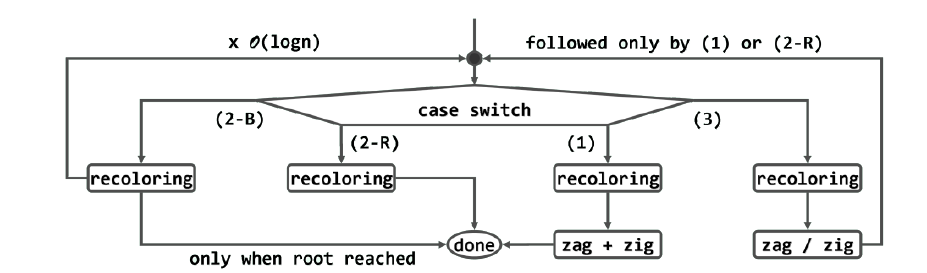 x O(logn)
followed only by (1) or (2-R)
case switch
(2-B)
(3)
(2-R)
(1)
recoloring
recoloring
recoloring
recoloring
done
zag + zig
zag / zig
only when root reached